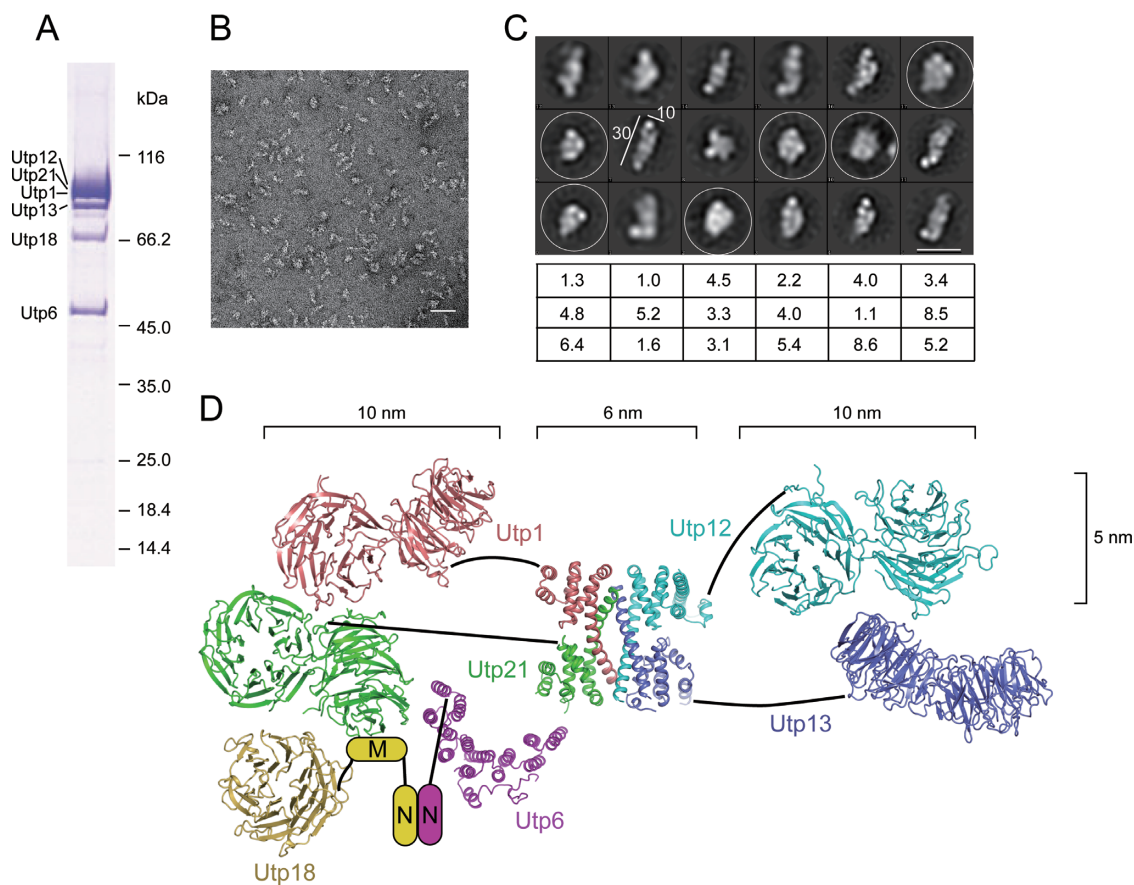 A
kDa
Utp12
Utp21
Utp1
Utp13
Utp18
Utp6
116
66.2
45.0
35.0
25.0
18.4
14.4
B
C
30
10
1.3 1.0 4.5 2.2 4.0 3.4
4.8 5.2 3.3 4.0 1.1 8.5
6.4 1.6 3.1 5.4 8.6 5.2
D
10 nm 6 nm 10 nm
Utp1
Utp12
5 nm
Utp21
Utp13
M
N N
Utp6
Utp18